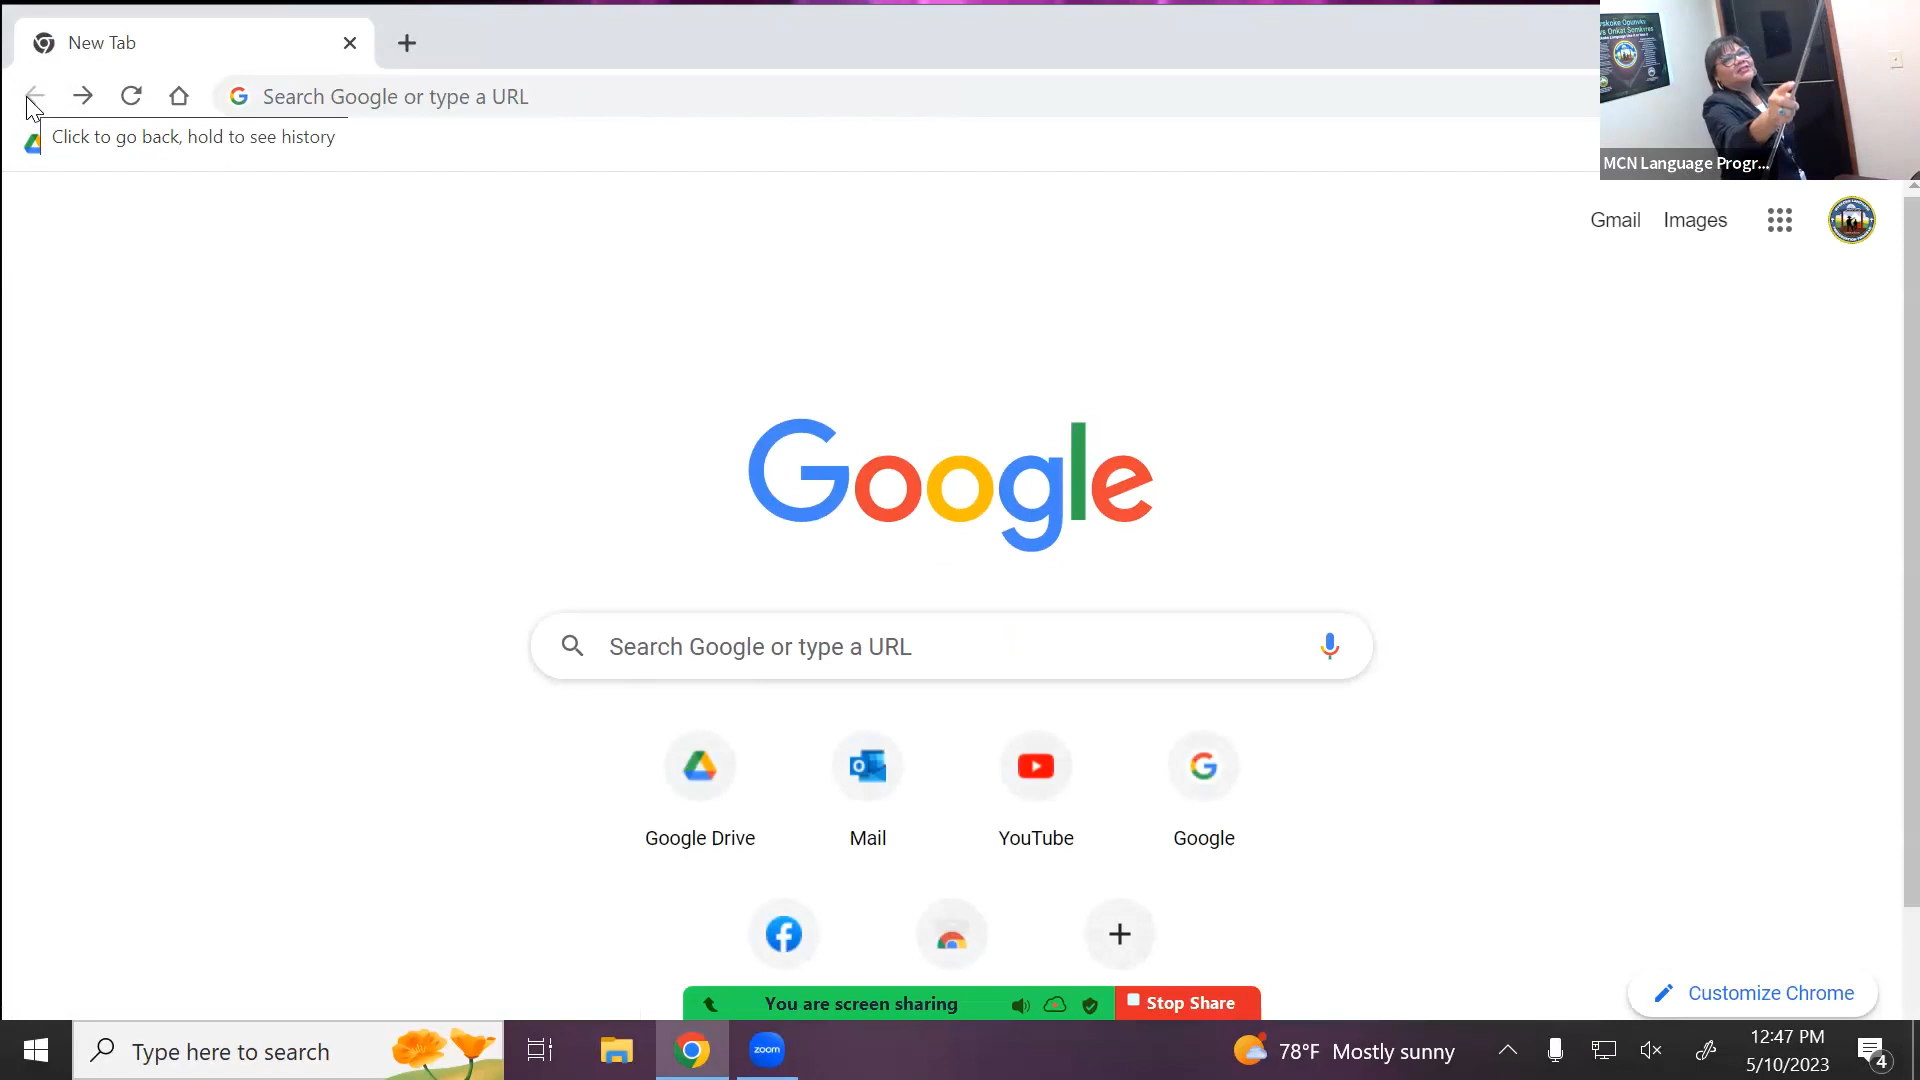 New Tab
Search Google or type a URL
Click to go back, hold to see history
MCN Language Progr...
Gmail Images
Google
Search Google or type a URL
Google Drive
Mail
YouTube
Google
You are screen sharing
Stop Share
Customize Chrome
Type here to search
zoom
78°F Mostly sunny
12:47 PM
5/10/2023
4